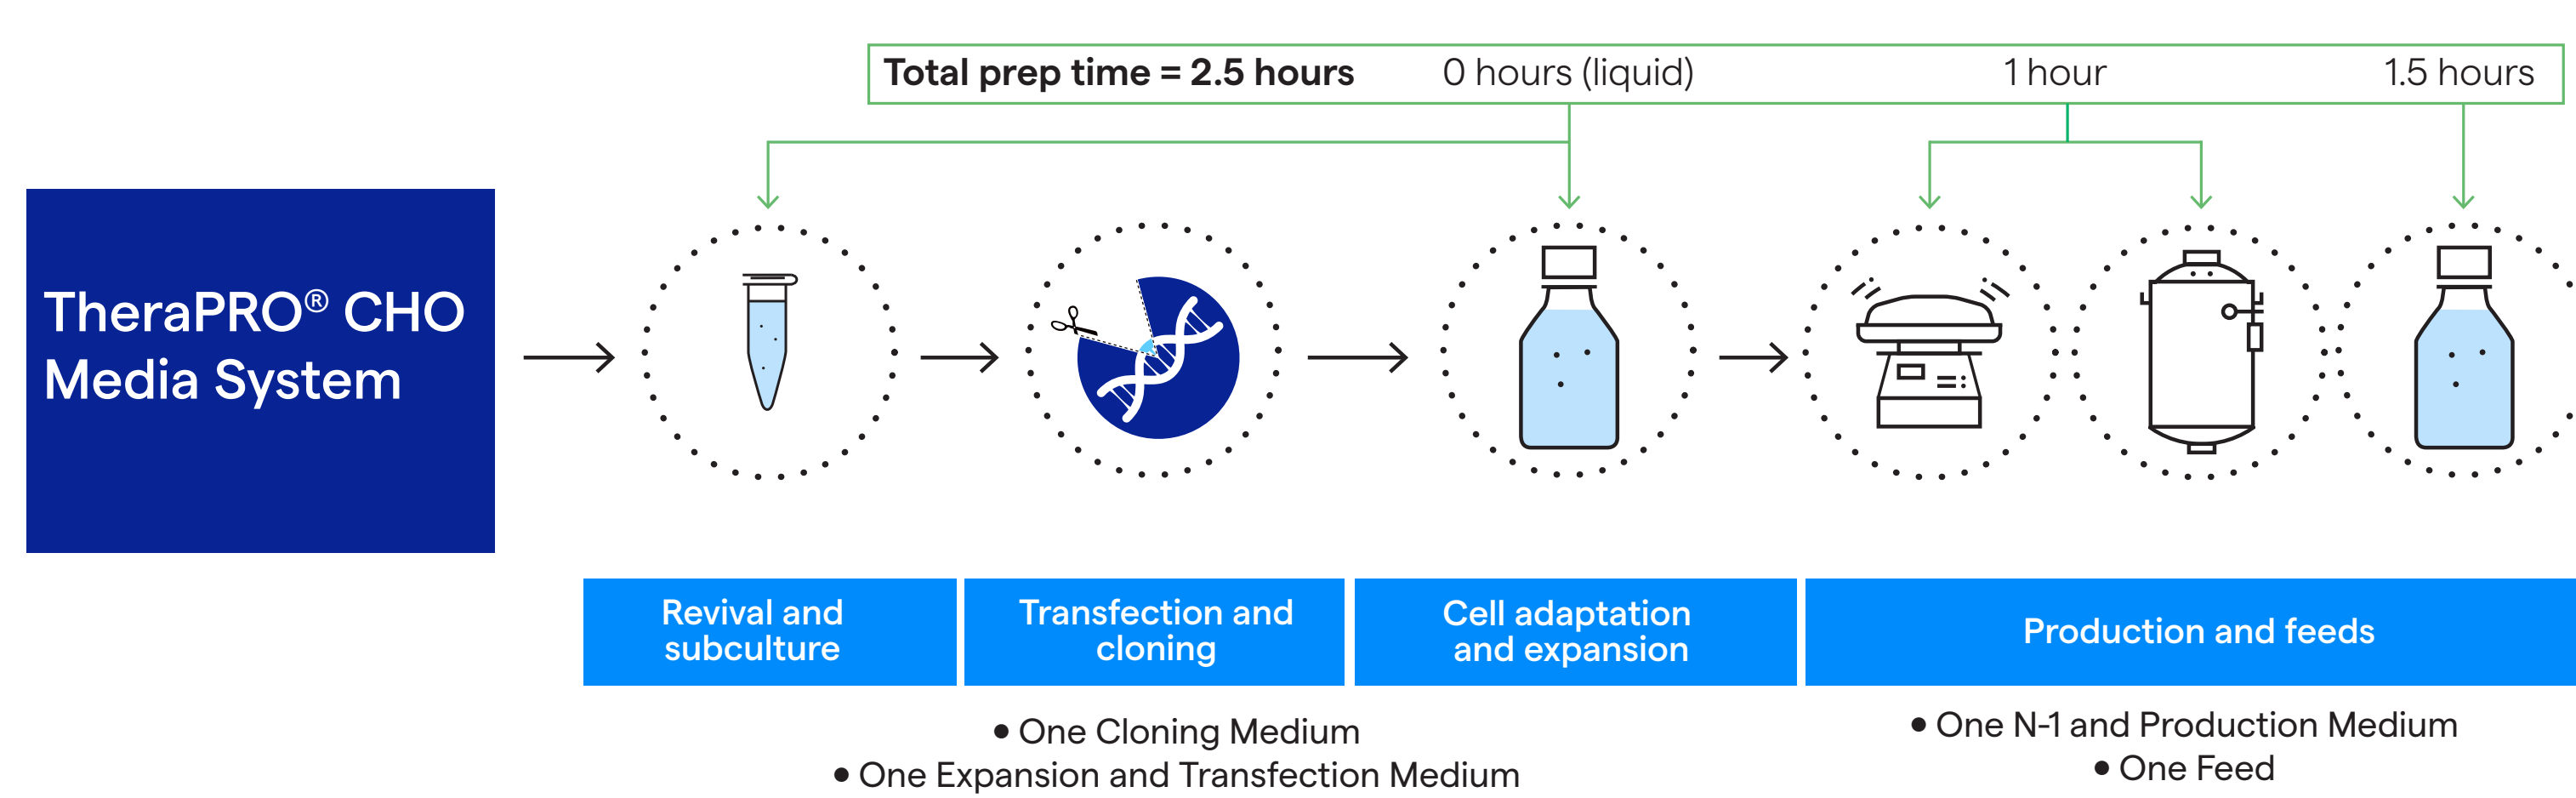 Total prep time = 2.5 hours 0 hours (liquid) 1 hour 1.5 hours
TheraPRO® CHO
Media System
Revival and
subculture
Transfection and
cloning
Cell adaptation
and expansion
Production and feeds
• One Cloning Medium
• One Expansion and Transfection Medium
• One N-1 and Production Medium
• One Feed